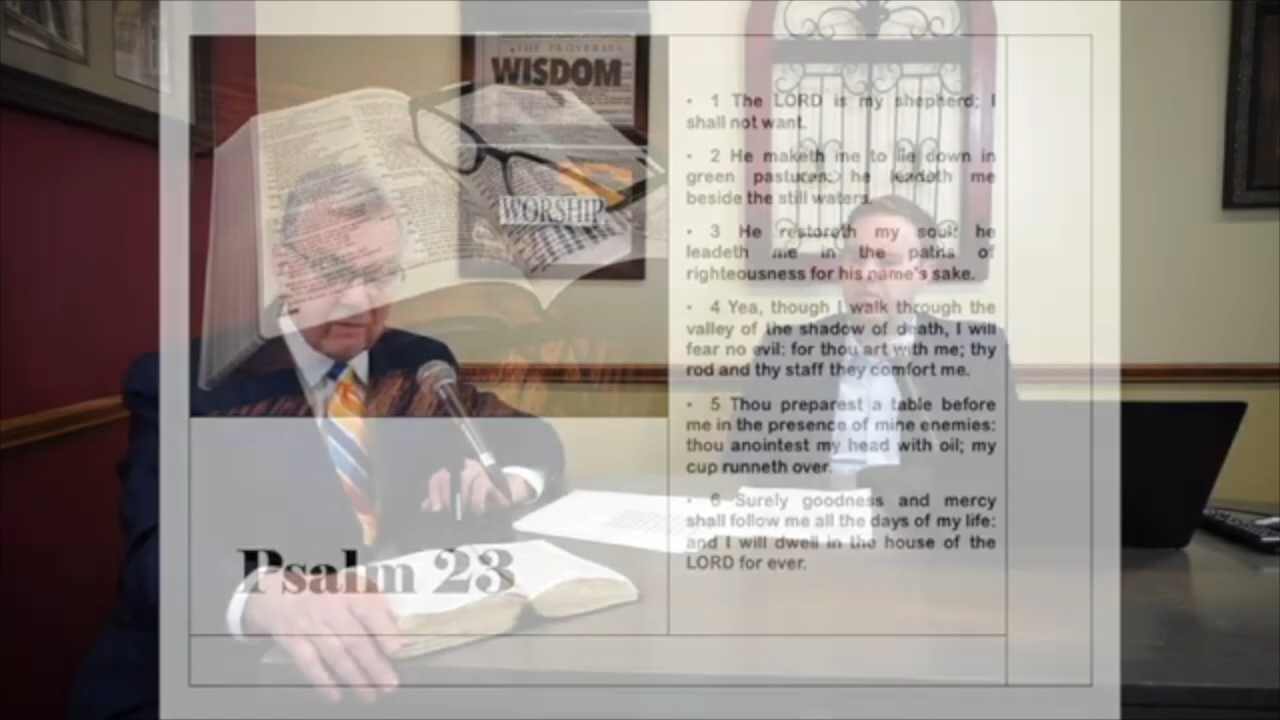 THE PROVERBS
WISDOM
WORSHIP
Psalm 23
• 1 The LORD is my shepherd; I
shall not want.
• 2 He maketh me to lie down in
green pastures: he leadeth me
beside the still waters.
• 3 He restoreth my soul: he
leadeth me in the paths of
righteousness for his name's sake.
• 4 Yea, though I walk through the
valley of the shadow of death, I will
fear no evil: for thou art with me; thy
rod and thy staff they comfort me.
• 5 Thou preparest a table before
me in the presence of mine enemies:
thou anointest my head with oil; my
cup runneth over.
• 6 Surely goodness and mercy
shall follow me all the days of my life:
and I will dwell in the house of the
LORD for ever.